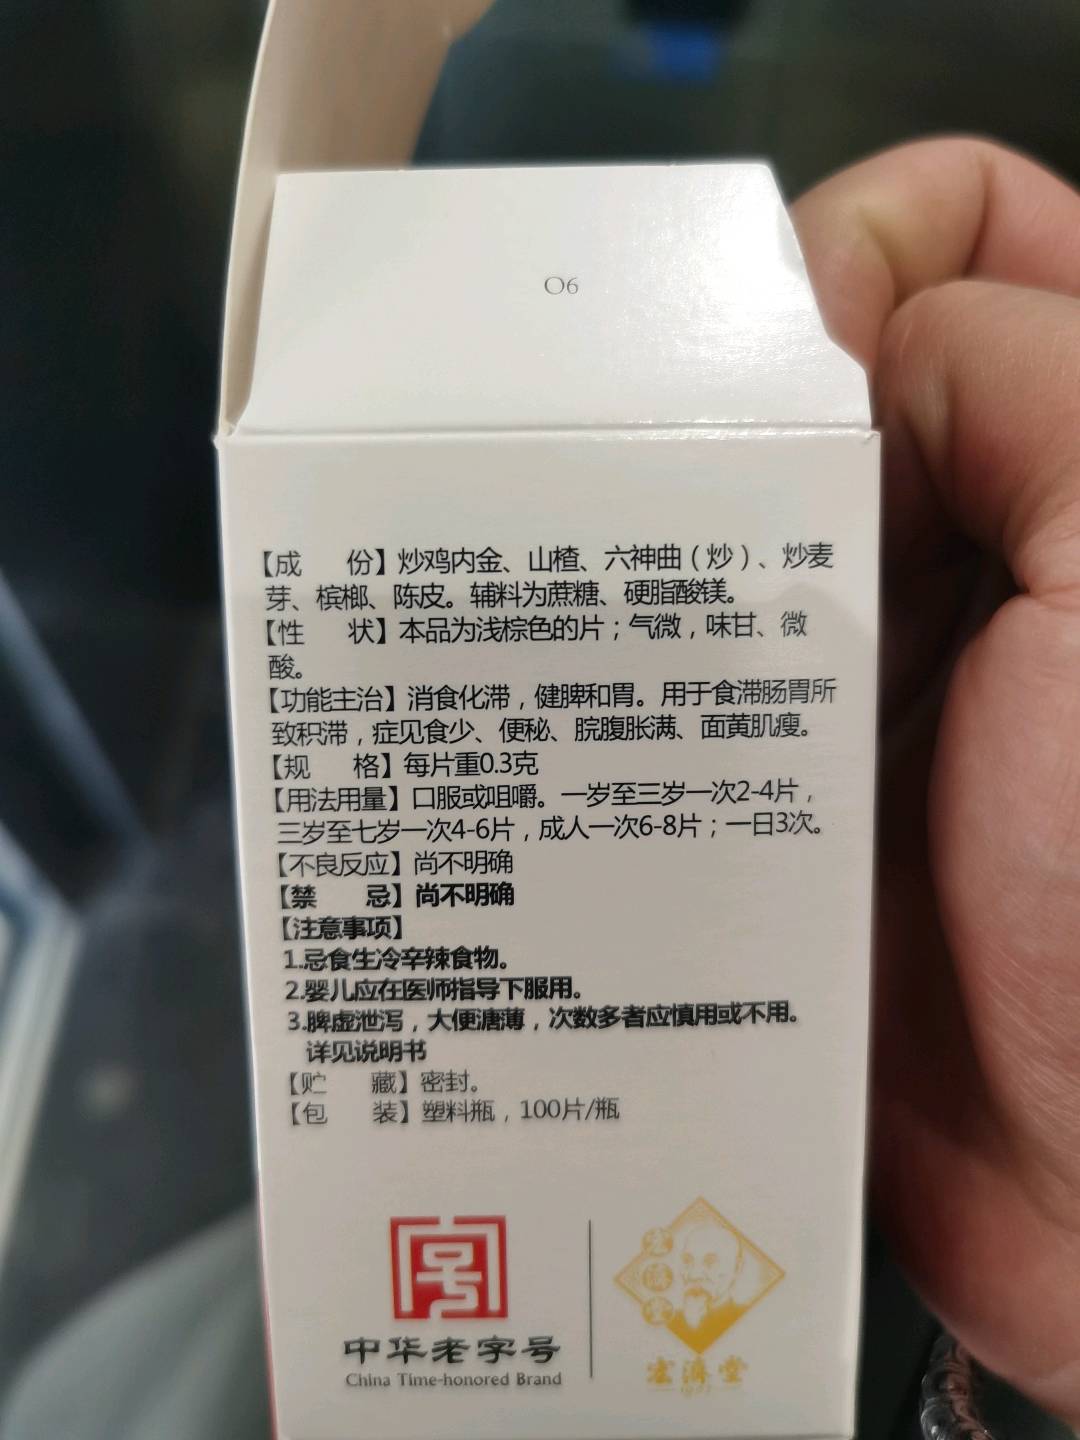 O6
【成 份】炒鸡内金、山楂、六神曲（炒）、炒麦
芽、槟榔、陈皮。辅料为蔗糖、硬脂酸镁。
【性 状】本品为浅棕色的片；气微，味甘、微
酸。
【功能主治】消食化滞，健脾和胃。用于食滞肠胃所
致积滞，症见食少、便秘、脘腹胀满、面黄肌瘦。
【规 格】每片重0.3克
【用法用量】口服或咀嚼。一岁至三岁一次2-4片，
三岁至七岁一次4-6片，成人一次6-8片；一日3次。
【不良反应】尚不明确
【禁 忌】尚不明确
【注意事项】
1.忌食生冷辛辣食物。
2.婴儿应在医师指导下服用。
3.脾虚泄泻，大便溏薄，次数多者应慎用或不用。
详见说明书
【贮 藏】密封。
【包 装】塑料瓶，100片/瓶
号
中华老字号
China Time-honored Brand
宏济堂